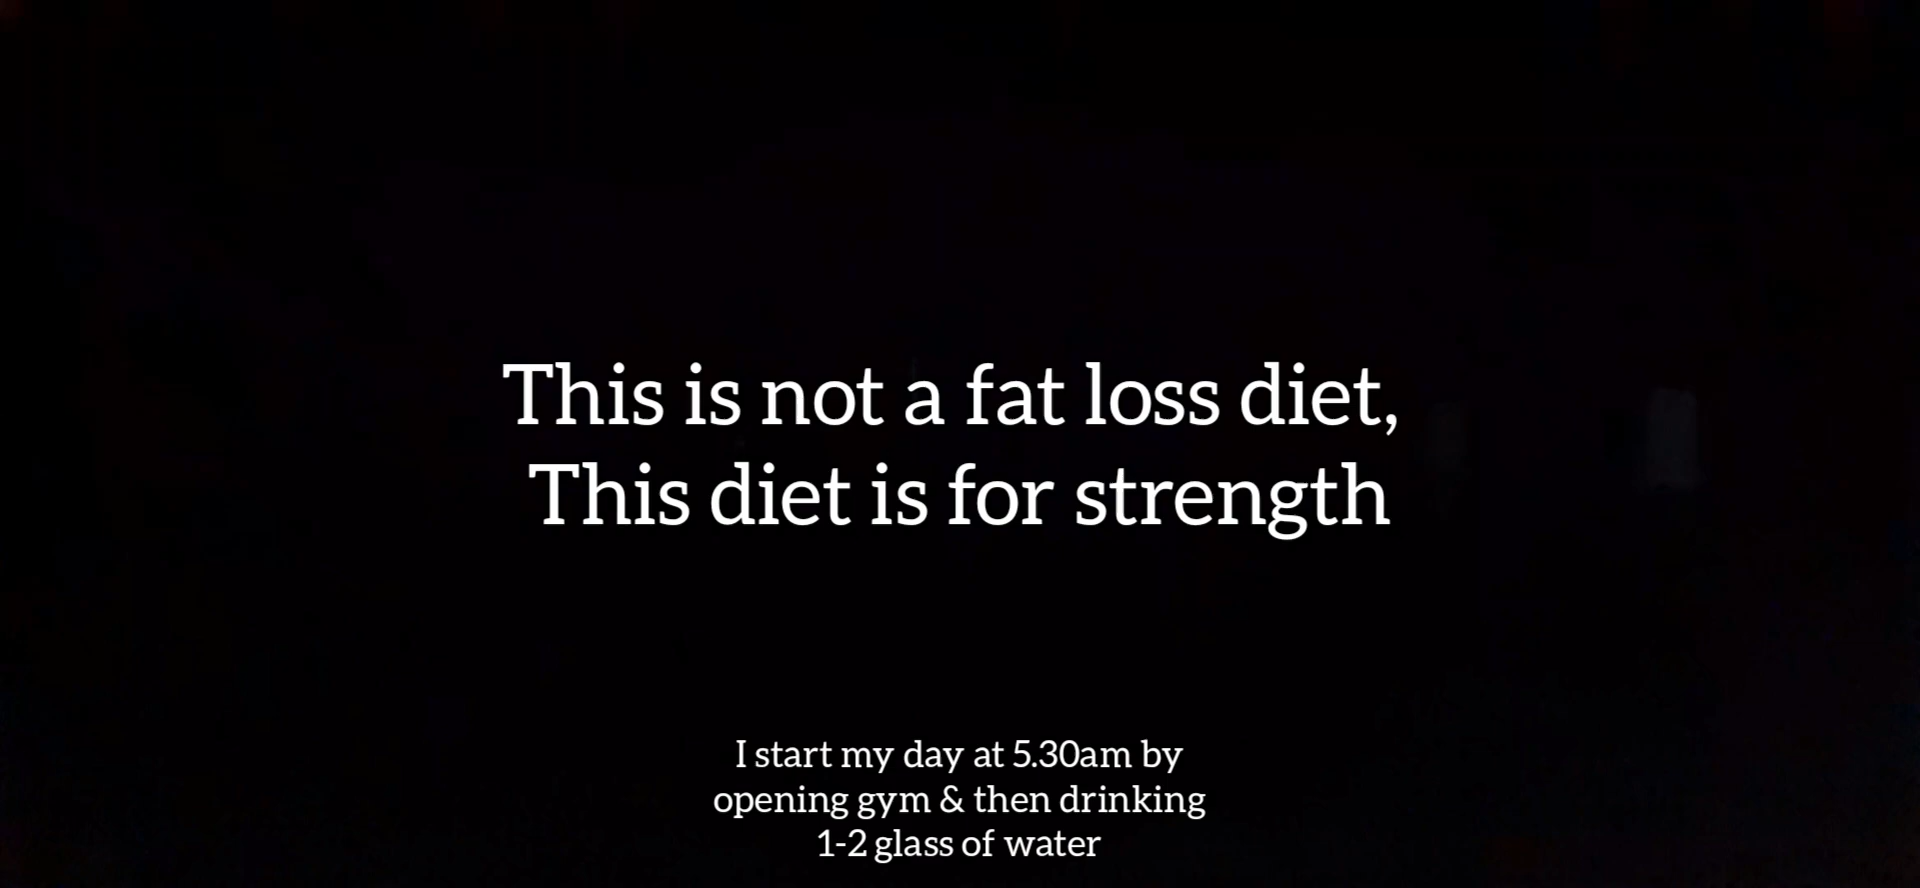 This is not a fat loss diet,
This diet is for strength
I start my day at 5.30am by
opening gym & then drinking
1-2 glass of water